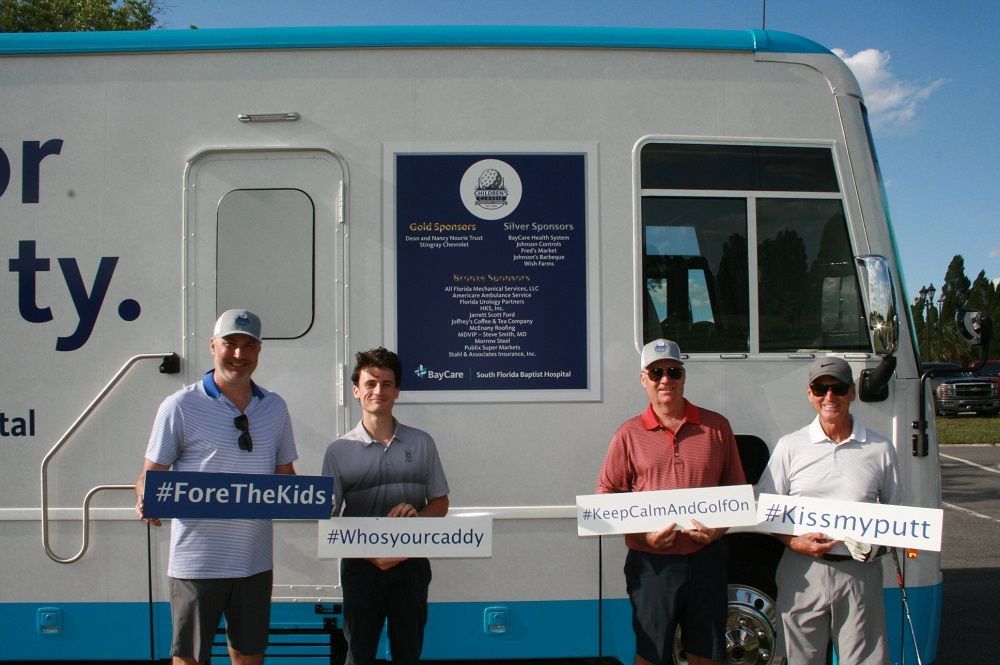 or
ty.
tal
CHILDREN'S
CLASSIC
Gold Sponsors
Dean and Nancy Nourie Trust
Stingray Chevrolet
Silver Sponsors
BayCare Health System
Johnson Controls
Fred's Market
Johnson's Barbeque
Wish Farms
Bronze Sponsors
All Florida Mechanical Services, LLC
Americare Ambulance Service
Florida Urology Partners
HKS, Inc.
Jarrett Scott Ford
Joffrey's Coffee & Tea Company
McEnany Roofing
MDVIP – Steve Smith, MD
Morrow Steel
Publix Super Markets
Stahl & Associates Insurance, Inc.
BayCare
South Florida Baptist Hospital
#ForeTheKids
#Whosyourcaddy
#KeepCalmAndGolfOn
#Kissmyputt